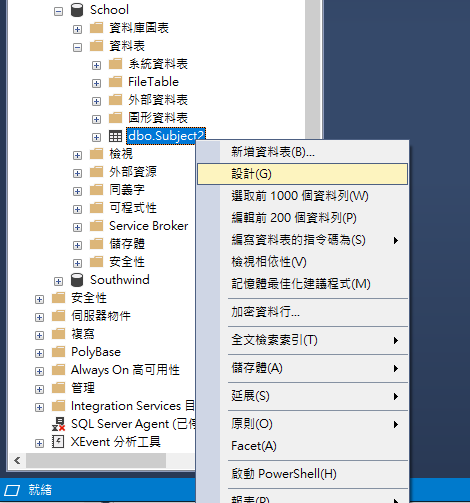 School
資料庫圖表
資料表
系統資料表
FileTable
外部資料表
圖形資料表
dbo.Subject2
檢視
外部資源
同義字
可程式性
Service Broker
儲存體
安全性
Southwind
安全性
伺服器物件
複寫
PolyBase
Always On 高可用性
管理
Integration Services 目
SQL Server Agent (已停
XEvent 分析工具
就緒
新增資料表(B)...
設計(G)
選取前 1000 個資料列(W)
編輯前 200 個資料列(P)
編寫資料表的指令碼為(S)
檢視相依性(V)
記憶體最佳化建議程式(M)
加密資料行...
全文檢索索引(T)
儲存體(A)
延展(S)
原則(O)
Facet(A)
啟動 PowerShell(H)
報表(P)